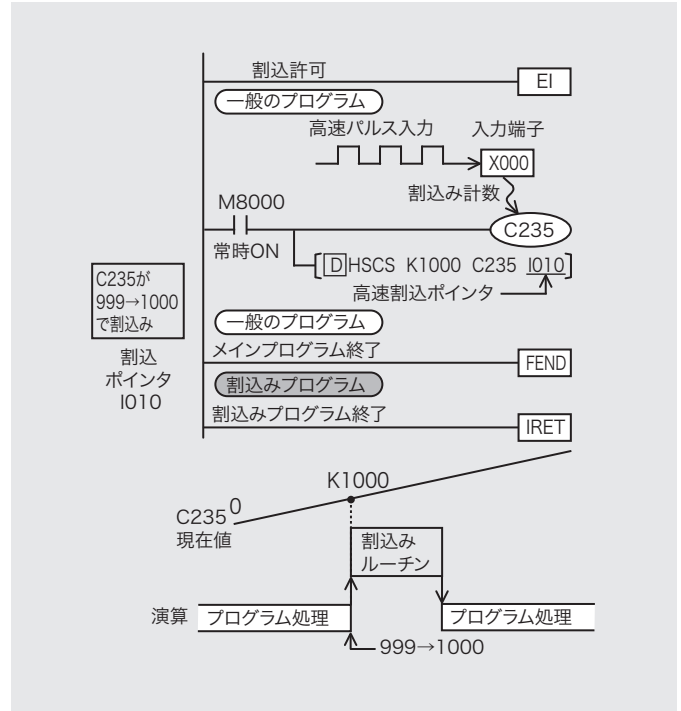 割込許可
EI
一般のプログラム
高速パルス入力 入力端子
X000
割込み計数
M8000
C235
常時ON
D HSCS K1000 C235 I010
高速割込ポインタ
C235が
999→1000
で割込み
割込
ポインタ
I010
一般のプログラム
メインプログラム終了
FEND
割込みプログラム
割込みプログラム終了
IRET
K1000
0
C235
現在値
割込み
ルーチン
演算 プログラム処理 プログラム処理
999→1000